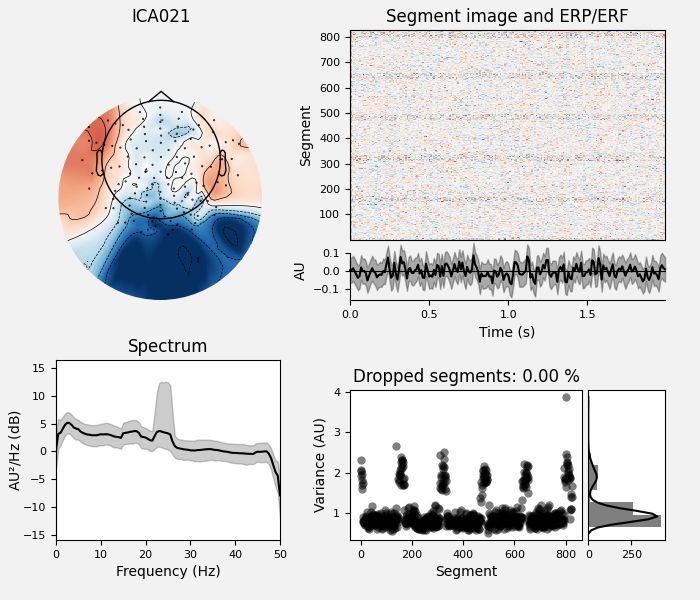 ICA021
Segment image and ERP/ERF
Segment
800
700
600
500
400
300
200
100
AU
0.1
0.0
−0.1
0.0 0.5 1.0 1.5
Time (s)
Spectrum
AU²/Hz (dB)
15
10
5
0
−5
−10
−15
0 10 20 30 40 50
Frequency (Hz)
Dropped segments: 0.00 %
Variance (AU)
4
3
2
1
0 200 400 600 800
Segment
0 250